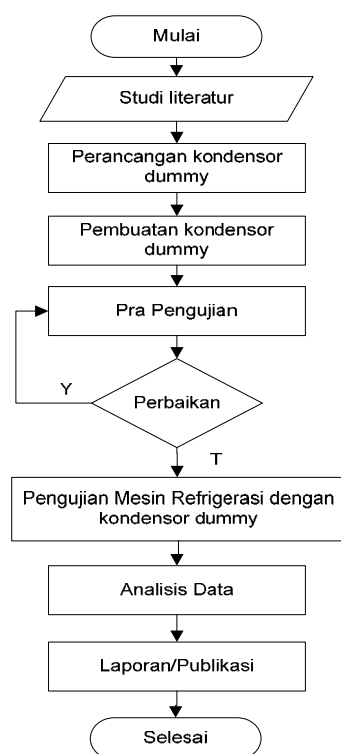 Mulai
Studi literatur
Perancangan kondensor
dummy
Pembuatan kondensor
dummy
Pra Pengujian
Y
Perbaikan
T
Pengujian Mesin Refrigerasi dengan
kondensor dummy
Analisis Data
Laporan/Publikasi
Selesai